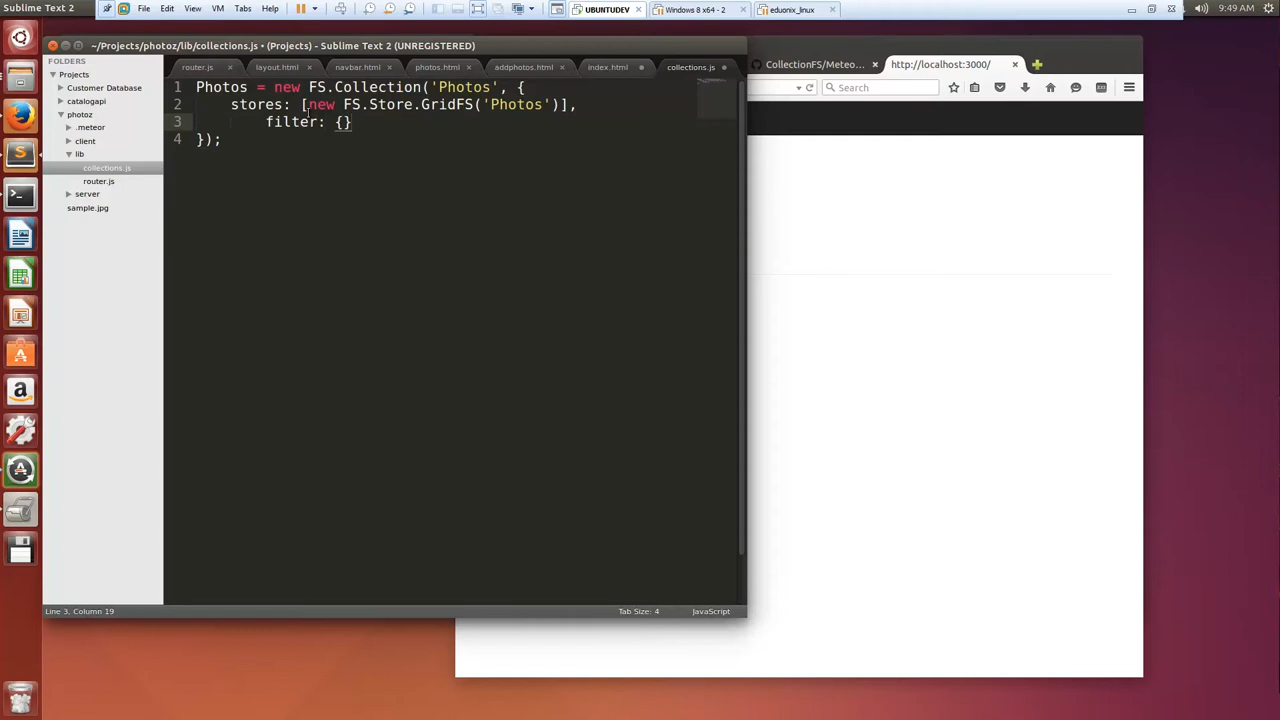 Sublime Text 2
File Edit View VM Tabs Help
UBUNTUDEV
Windows 8 x64 - 2
eduonix_linux
9:49 AM
~/Projects/photoz/lib/collections.js • (Projects) - Sublime Text 2 (UNREGISTERED)
FOLDERS
Projects
Customer Database
catalogapi
photoz
.meteor
client
lib
collections.js
router.js
server
sample.jpg
router.js
layout.html
navbar.html
photos.html
addphotos.html
index.html
collections.js
1 Photos = new FS.Collection('Photos', {
2 stores: [new FS.Store.GridFS('Photos')],
3 filter: {}
4 });
Line 3, Column 19
Tab Size: 4
JavaScript
CollectionFS/Meteo...
http://localhost:3000/
Search